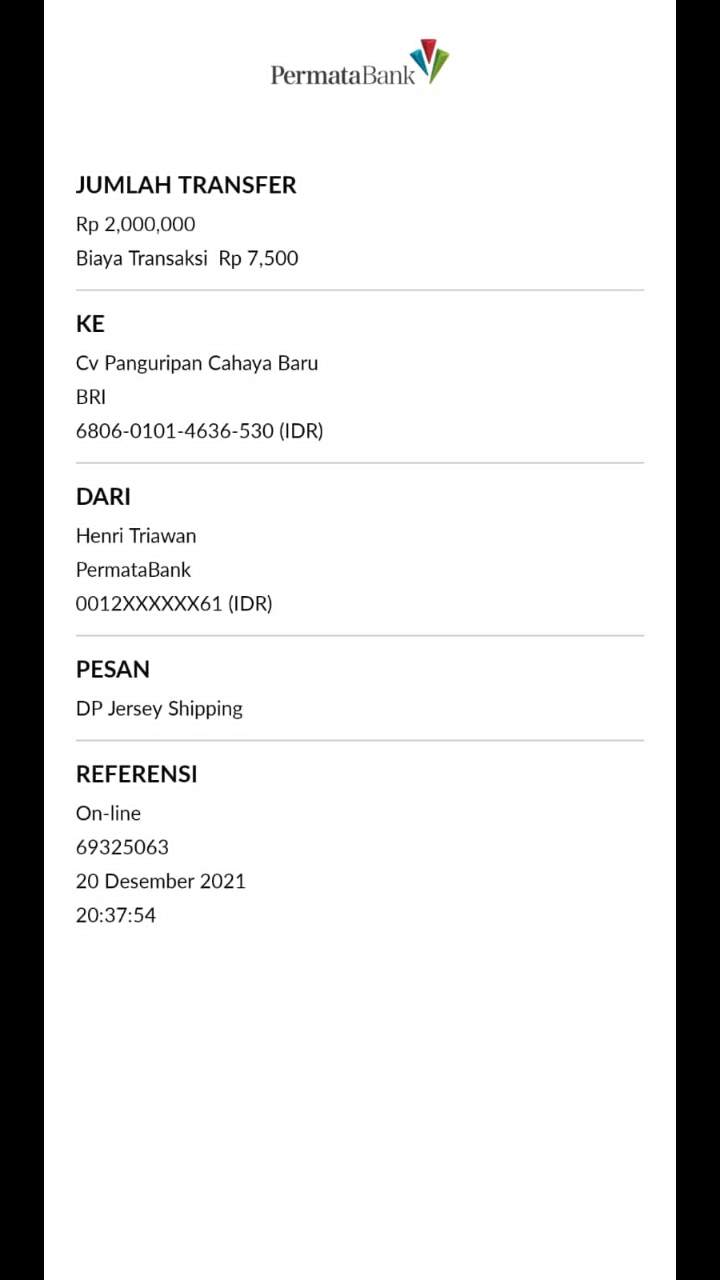 PermataBank
JUMLAH TRANSFER
Rp 2,000,000
Biaya Transaksi Rp 7,500
KE
Cv Panguripan Cahaya Baru
BRI
6806-0101-4636-530 (IDR)
DARI
Henri Triawan
PermataBank
0012XXXXXX61 (IDR)
PESAN
DP Jersey Shipping
REFERENSI
On-line
69325063
20 Desember 2021
20:37:54